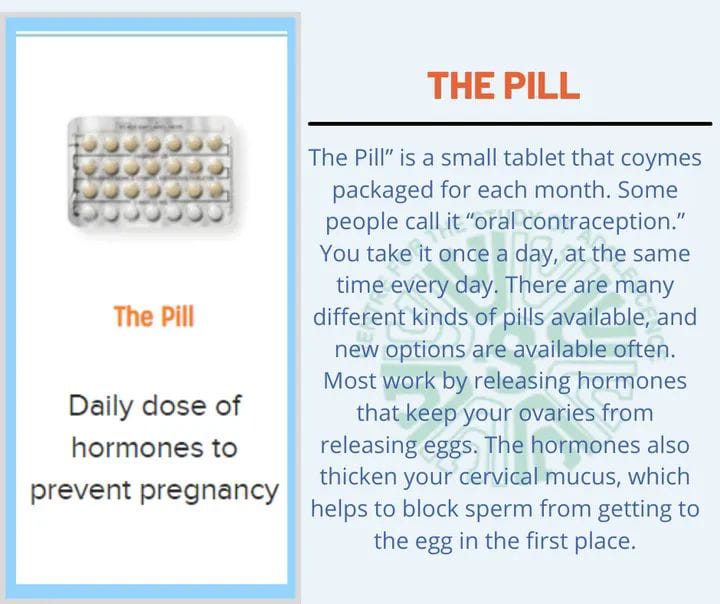 The Pill
Daily dose of
hormones to
prevent pregnancy
THE PILL
The Pill” is a small tablet that coymes
packaged for each month. Some
people call it “oral contraception.”
You take it once a day, at the same
time every day. There are many
different kinds of pills available, and
new options are available often.
Most work by releasing hormones
that keep your ovaries from
releasing eggs. The hormones also
thicken your cervical mucus, which
helps to block sperm from getting to
the egg in the first place.